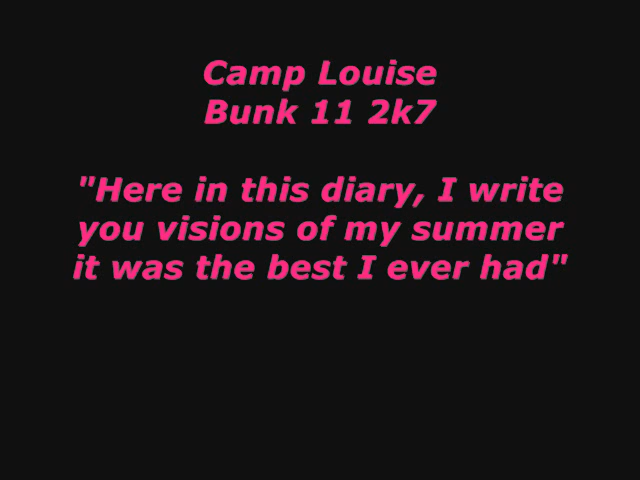 Camp Louise
Bunk 11 2k7
"Here in this diary, I write
you visions of my summer
it was the best I ever had"